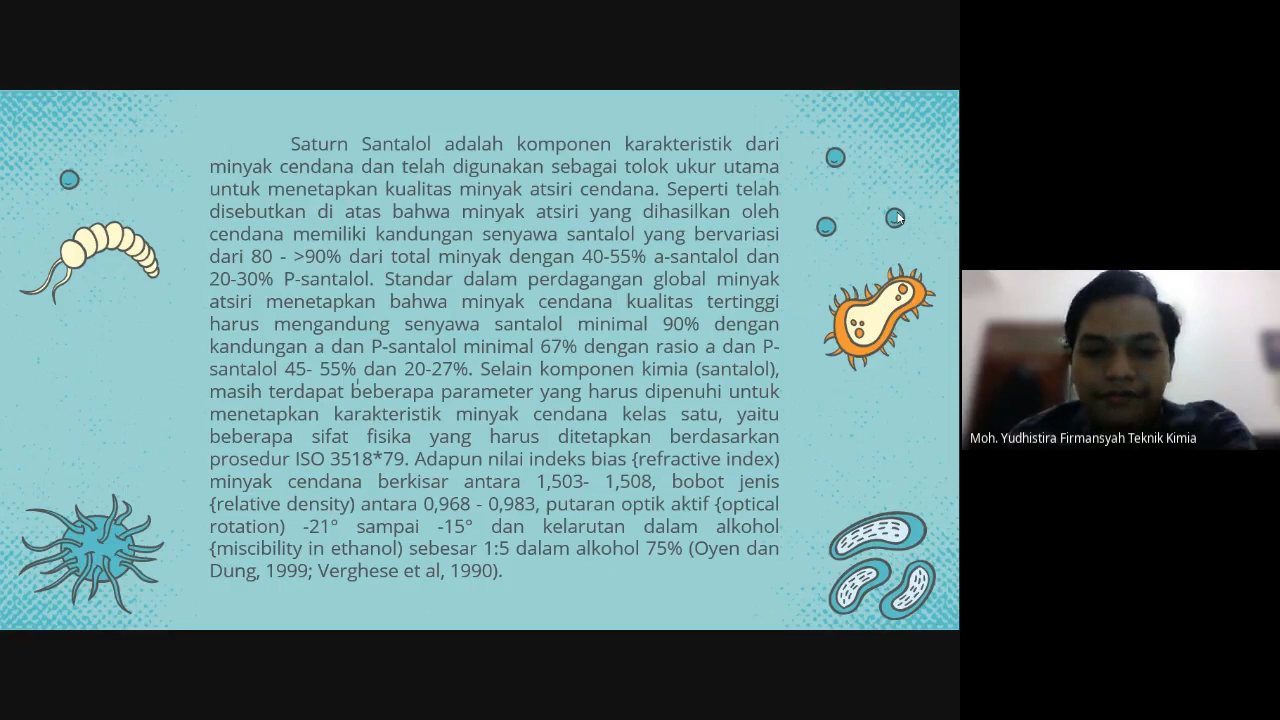 Saturn Santalol adalah komponen karakteristik dari
minyak cendana dan telah digunakan sebagai tolok ukur utama
untuk menetapkan kualitas minyak atsiri cendana. Seperti telah
disebutkan di atas bahwa minyak atsiri yang dihasilkan oleh
cendana memiliki kandungan senyawa santalol yang bervariasi
dari 80 - >90% dari total minyak dengan 40-55% a-santalol dan
20-30% P-santalol. Standar dalam perdagangan global minyak
atsiri menetapkan bahwa minyak cendana kualitas tertinggi
harus mengandung senyawa santalol minimal 90% dengan
kandungan a dan P-santalol minimal 67% dengan rasio a dan P-
santalol 45- 55% dan 20-27%. Selain komponen kimia (santalol),
masih terdapat beberapa parameter yang harus dipenuhi untuk
menetapkan karakteristik minyak cendana kelas satu, yaitu
beberapa sifat fisika yang harus ditetapkan berdasarkan
prosedur ISO 3518*79. Adapun nilai indeks bias {refractive index)
minyak cendana berkisar antara 1,503- 1,508, bobot jenis
{relative density) antara 0,968 - 0,983, putaran optik aktif {optical
rotation) -21° sampai -15° dan kelarutan dalam alkohol
{miscibility in ethanol) sebesar 1:5 dalam alkohol 75% (Oyen dan
Dung, 1999; Verghese et al, 1990).
Moh. Yudhistira Firmansyah Teknik Kimia